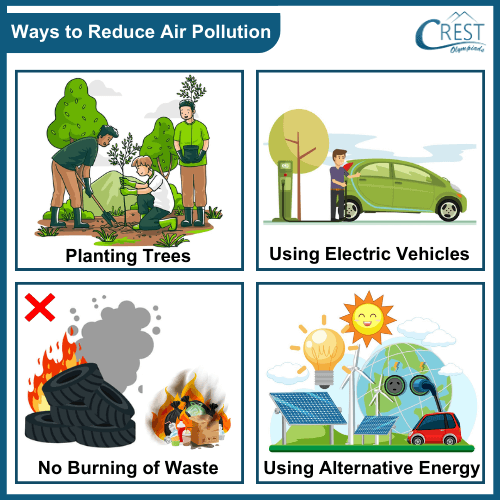 Ways to Reduce Air Pollution
CREST
Olympiads
Planting Trees
Using Electric Vehicles
No Burning of Waste
Using Alternative Energy